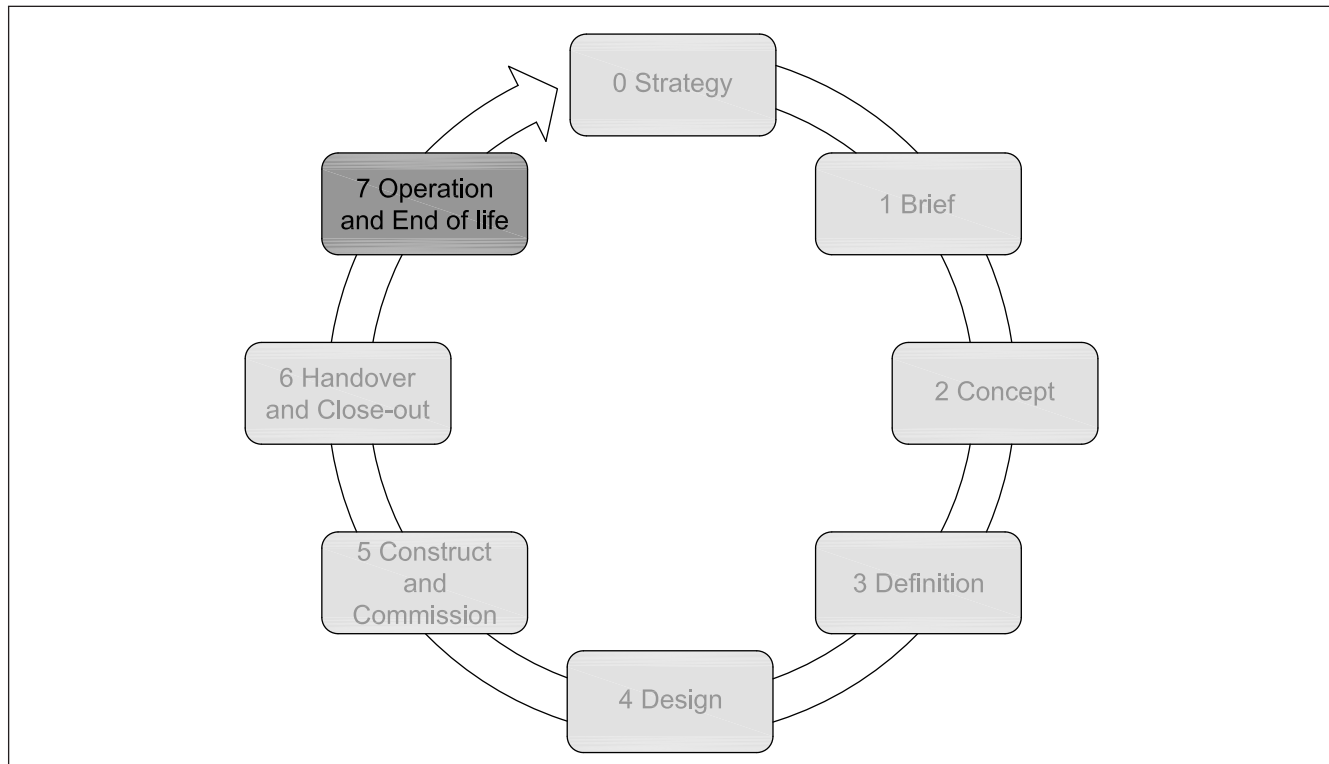 0 Strategy
1 Brief
2 Concept
3 Definition
4 Design
5 Construct
and
Commission
6 Handover
and Close-out
7 Operation
and End of life